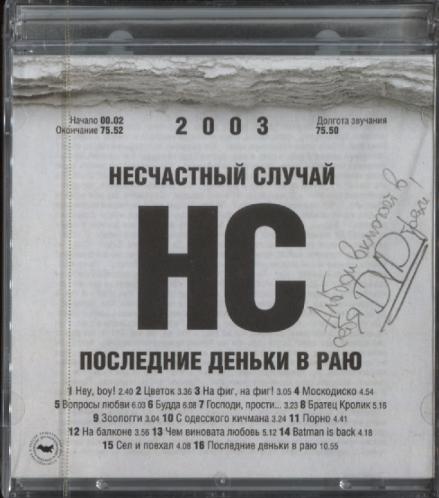 Начало 00.02
Окончание 75.52
2003
Долгота звучания
75.50
НЕСЧАСТНЫЙ СЛУЧАЙ
НС
Альбом включает в
себя DVD треки!
ПОСЛЕДНИЕ ДЕНЬКИ В РАЮ
1 Hey, boy! 2.40 2 Цветок 3.36 3 На фиг, на фиг! 3.05 4 Москодиско 4.54
5 Вопросы любви 6.03 6 Будда 6.08 7 Господи, прости... 3.23 8 Братец Кролик 5.16
9 Зоологги 3.04 10 С одесского кичмана 3.24 11 Порно 4.41
12 На балконе 3.56 13 Чем виновата любовь 5.12 14 Batman is back 4.18
15 Сел и поехал 4.08 16 Последние деньки в раю 10.55